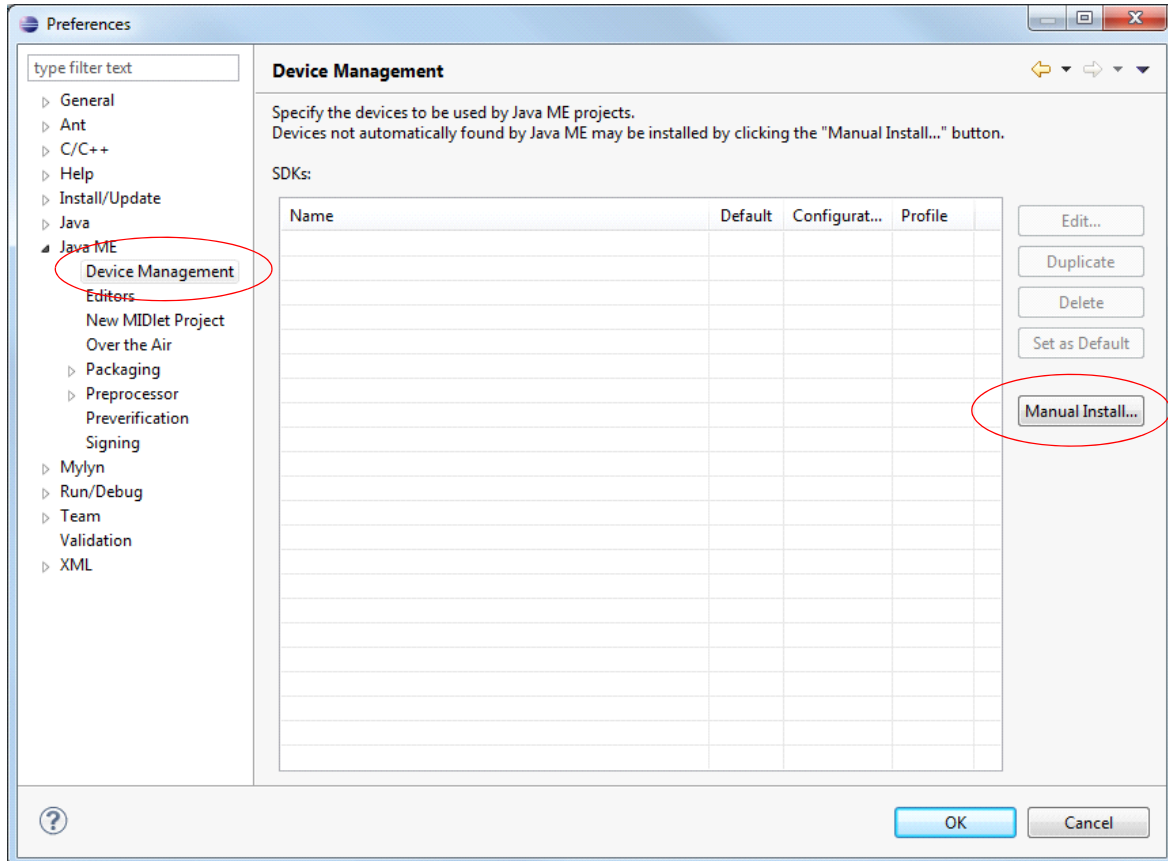 Preferences
type filter text
General
Ant
C/C++
Help
Install/Update
Java
Java ME
Device Management
Editors
New MIDlet Project
Over the Air
Packaging
Preprocessor
Preverification
Signing
Mylyn
Run/Debug
Team
Validation
XML
Device Management
Specify the devices to be used by Java ME projects.
Devices not automatically found by Java ME may be installed by clicking the "Manual Install..." button.
SDKs:
Name Default Configurat... Profile
Edit...
Duplicate
Delete
Set as Default
Manual Install...
OK Cancel